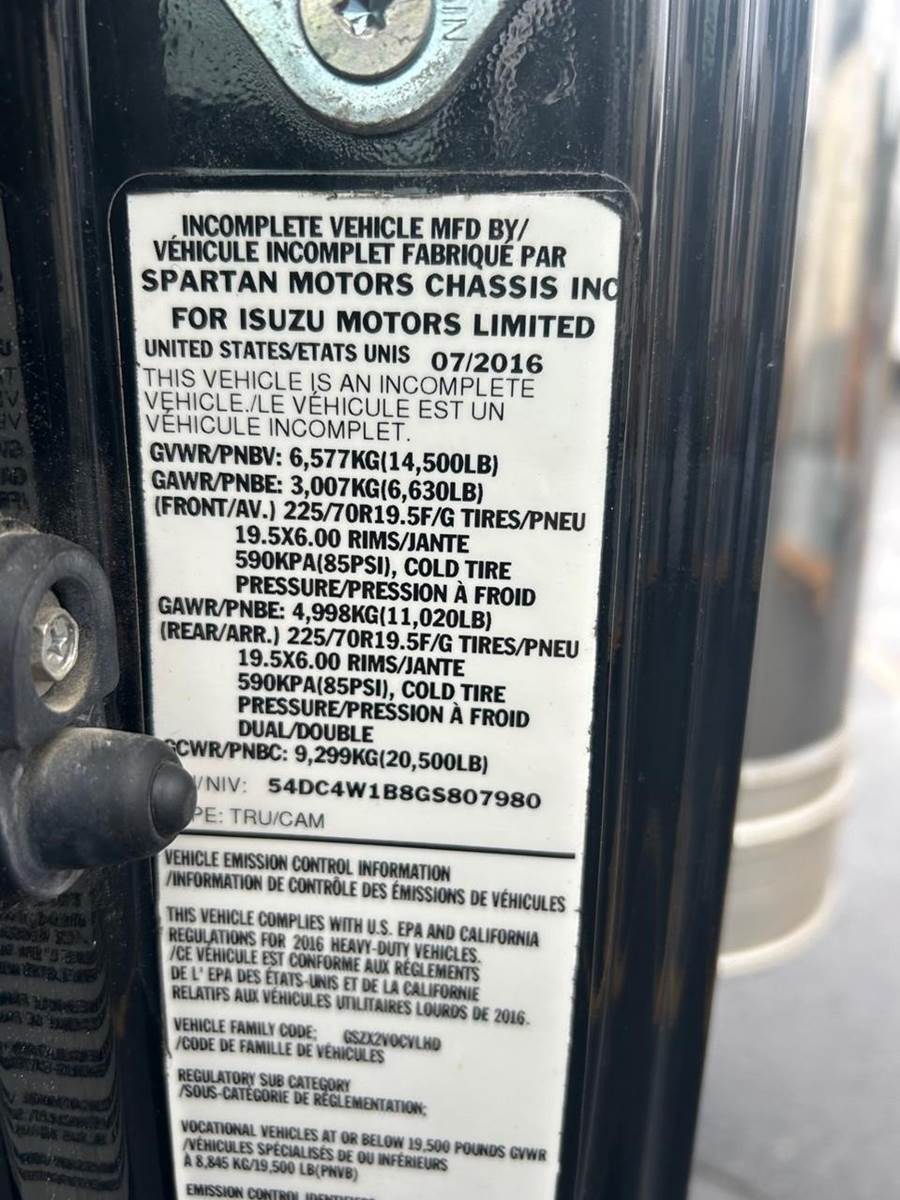 INCOMPLETE VEHICLE MFD BY/
VÉHICULE INCOMPLET FABRIQUÉ PAR
SPARTAN MOTORS CHASSIS INC
FOR ISUZU MOTORS LIMITED
UNITED STATES/ETATS UNIS 07/2016
THIS VEHICLE IS AN INCOMPLETE
VEHICLE./LE VÉHICULE EST UN
VÉHICULE INCOMPLET.
GVWR/PNBV: 6,577KG(14,500LB)
GAWR/PNBE: 3,007KG(6,630LB)
(FRONT/AV.) 225/70R19.5F/G TIRES/PNEU
19.5X6.00 RIMS/JANTE
590KPA(85PSI), COLD TIRE
PRESSURE/PRESSION À FROID
GAWR/PNBE: 4,998KG(11,020LB)
(REAR/ARR.) 225/70R19.5F/G TIRES/PNEU
19.5X6.00 RIMS/JANTE
590KPA(85PSI), COLD TIRE
PRESSURE/PRESSION À FROID
DUAL/DOUBLE
GCWR/PNBC: 9,299KG(20,500LB)
/NIV: 54DC4W1B8GS807980
PE: TRU/CAM
VEHICLE EMISSION CONTROL INFORMATION
/INFORMATION DE CONTRÔLE DES ÉMISSIONS DE VÉHICULES
THIS VEHICLE COMPLIES WITH U.S. EPA AND CALIFORNIA
REGULATIONS FOR 2016 HEAVY-DUTY VEHICLES.
/CE VÉHICULE EST CONFORME AUX RÉGLEMENTS
DE L' EPA DES ÉTATS-UNIS ET DE LA CALIFORNIE
RELATIFS AUX VÉHICULES UTILITAIRES LOURDS DE 2016.
VEHICLE FAMILY CODE: GSZX2VOCVLHD
/CODE DE FAMILLE DE VÉHICULES
REGULATORY SUB CATEGORY
/SOUS-CATÉGORIE DE RÉGLEMENTATION:
VOCATIONAL VEHICLES AT OR BELOW 19,500 POUNDS GVWR
/VÉHICULES SPÉCIALISÉS DE OU INFÉRIEURS
À 8,845 KG/19,500 LB(PNVB)
EMISSION CONTROL